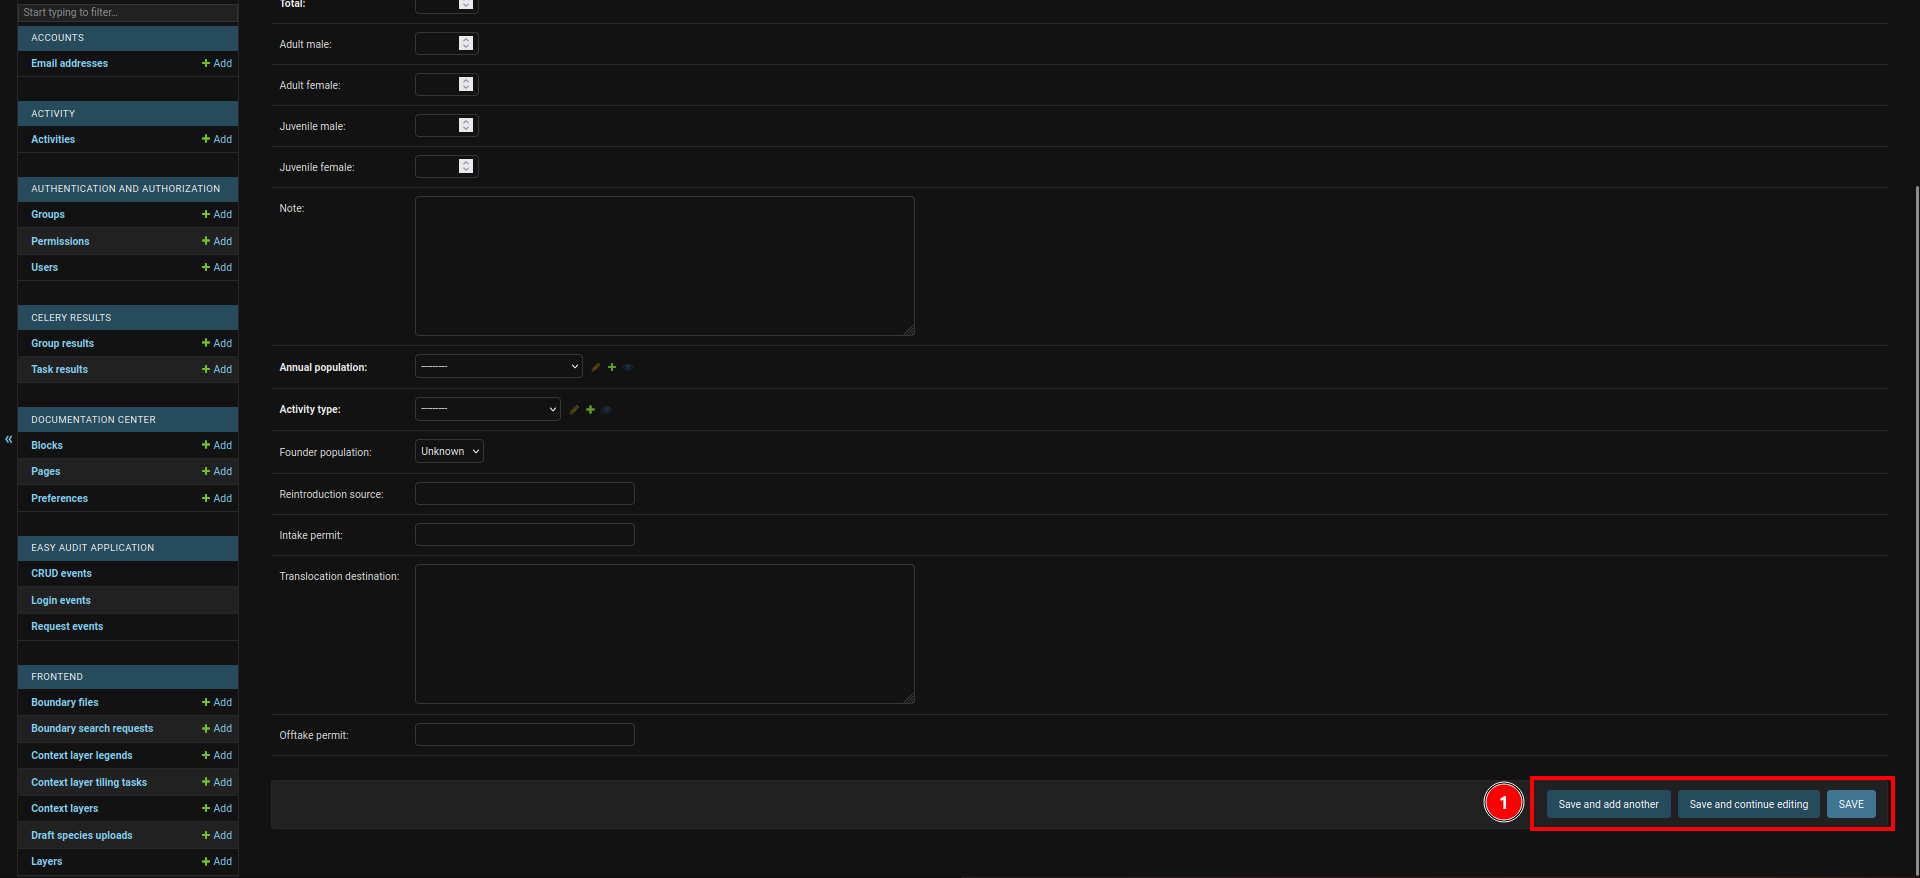 Start typing to filter...
ACCOUNTS
Email addresses + Add
ACTIVITY
Activities + Add
AUTHENTICATION AND AUTHORIZATION
Groups + Add
Permissions + Add
Users + Add
CELERY RESULTS
Group results + Add
Task results + Add
DOCUMENTATION CENTER
Blocks + Add
Pages + Add
Preferences + Add
EASY AUDIT APPLICATION
CRUD events
Login events
Request events
FRONTEND
Boundary files + Add
Boundary search requests + Add
Context layer legends + Add
Context layer tiling tasks + Add
Context layers + Add
Draft species uploads + Add
Layers + Add
«
Total:
Adult male:
Adult female:
Juvenile male:
Juvenile female:
Note:
Annual population: ---------
Activity type: ---------
Founder population: Unknown
Reintroduction source:
Intake permit:
Translocation destination:
Offtake permit:
1 Save and add another Save and continue editing SAVE